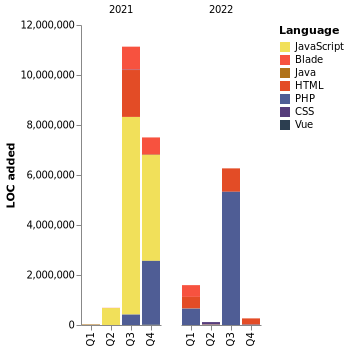 2021
2022
12,000,000
10,000,000
8,000,000
6,000,000
4,000,000
2,000,000
0
LOC added
Q1
Q2
Q3
Q4
Q1
Q2
Q3
Q4
Language
JavaScript
Blade
Java
HTML
PHP
CSS
Vue